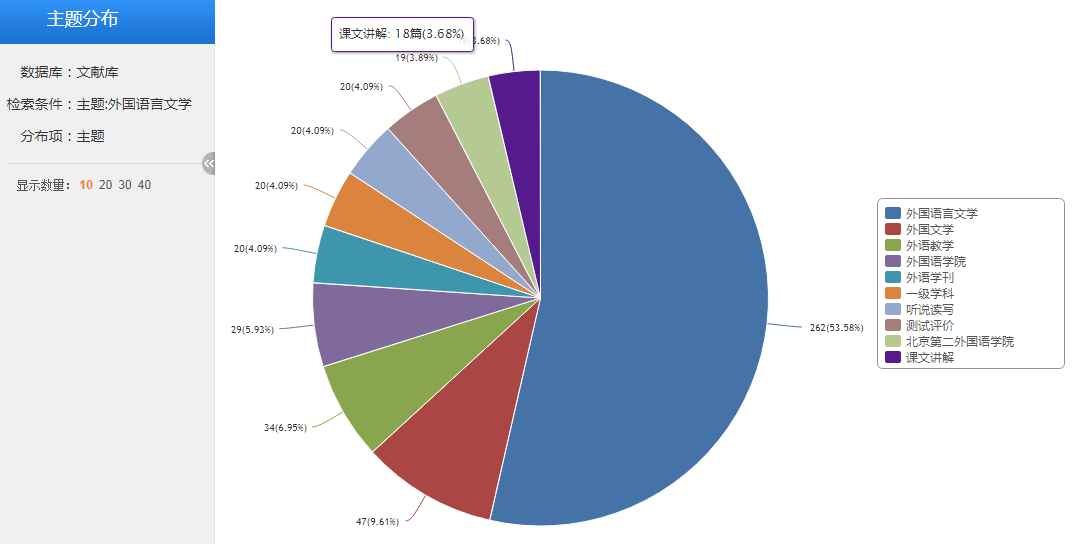 主题分布
数据库：文献库
检索条件：主题:外国语言文学
分布项：主题
显示数量： 10 20 30 40
课文讲解: 18篇(3.68%)
3.68%)
19(3.89%)
20(4.09%)
20(4.09%)
20(4.09%)
20(4.09%)
29(5.93%)
34(6.95%)
47(9.61%)
262(53.58%)
外国语言文学
外国文学
外语教学
外国语学院
外语学刊
一级学科
听说读写
测试评价
北京第二外国语学院
课文讲解